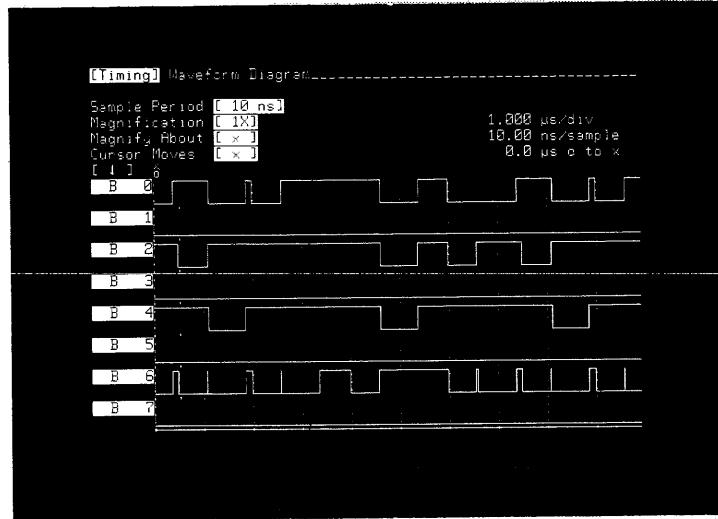 [Timing] Waveform Diagram
Sample Period [ 10 ns]
Magnification [ 1X] 1.000 µs/div
Magnify About [ x ] 10.00 ns/sample
Cursor Moves [ x ] 0.0 µs o to x
[ ↓ ]
B 0
B 1
B 2
B 3
B 4
B 5
B 6
B 7